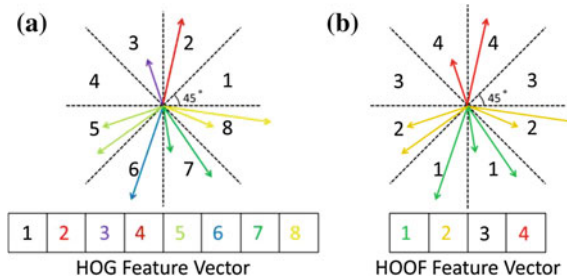 (a)
3 2
4 1
45°
5 8
6 7
1 2 3 4 5 6 7 8
HOG Feature Vector
(b)
4 4
3 3
45°
2 2
1 1
1 2 3 4
HOOF Feature Vector